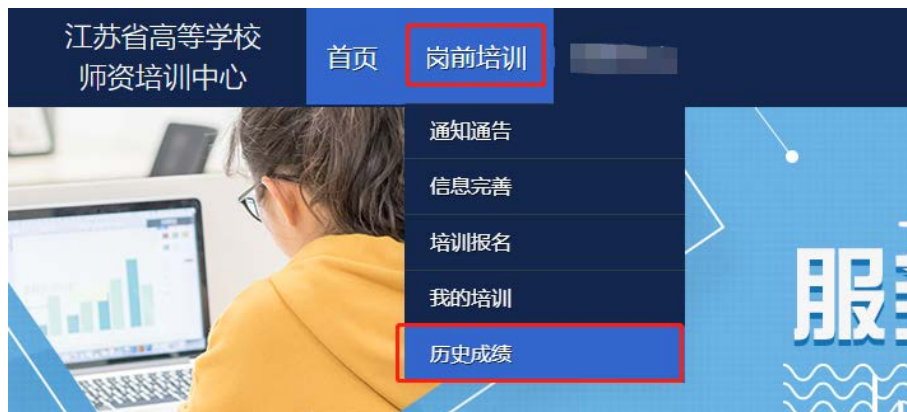 江苏省高等学校
师资培训中心
首页
岗前培训
通知通告
信息完善
培训报名
我的培训
历史成绩
服